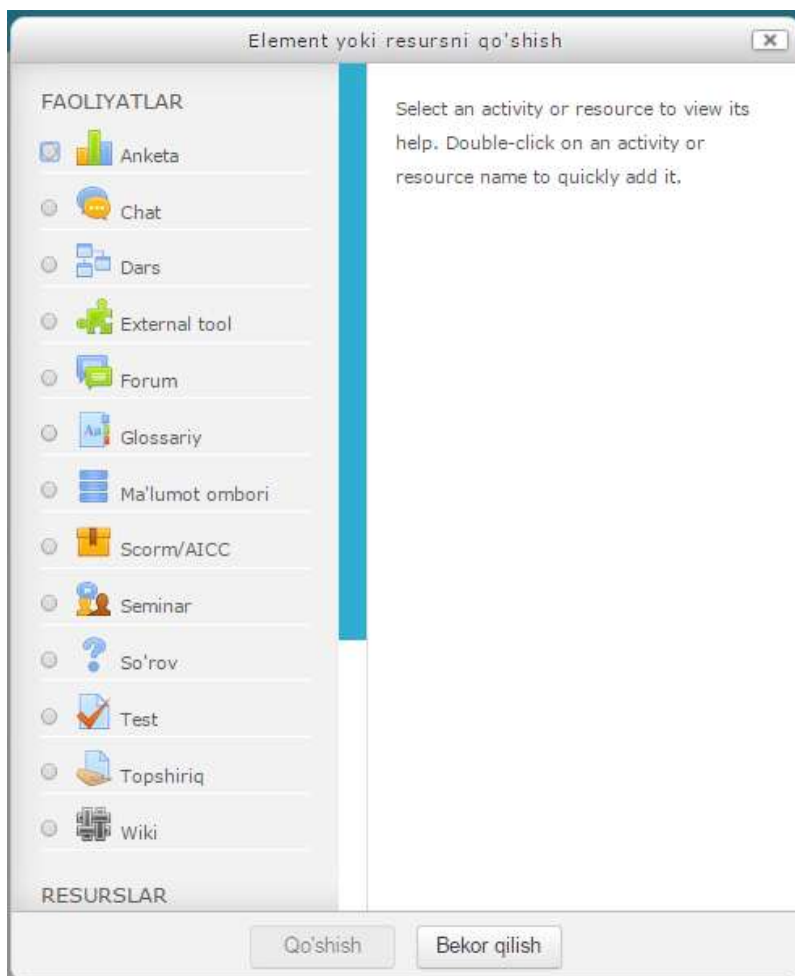 Element yoki resursni qo'shish
FAOLIYATLAR
Anketa
Chat
Dars
External tool
Forum
Glossariy
Ma'lumot ombori
Scorm/AICC
Seminar
So'rov
Test
Topshiriq
Wiki
RESURSLAR
Select an activity or resource to view its
help. Double-click on an activity or
resource name to quickly add it.
Qo'shish
Bekor qilish